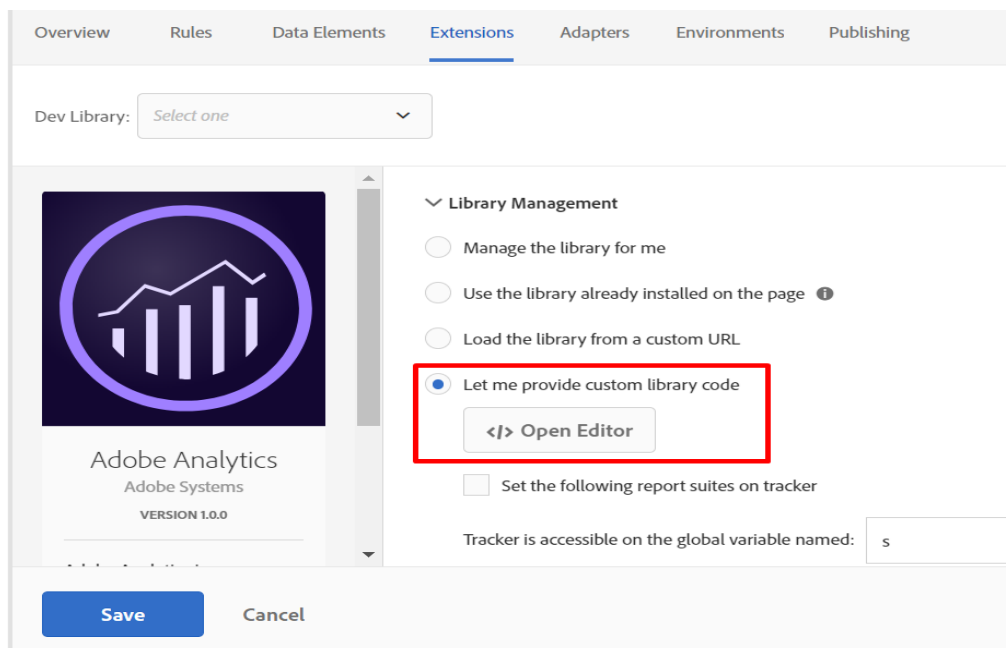 Overview Rules Data Elements Extensions Adapters Environments Publishing
Dev Library: Select one
Library Management
Manage the library for me
Use the library already installed on the page
Load the library from a custom URL
Let me provide custom library code
</> Open Editor
Set the following report suites on tracker
Tracker is accessible on the global variable named: s
Adobe Analytics
Adobe Systems
VERSION 1.0.0
Save Cancel